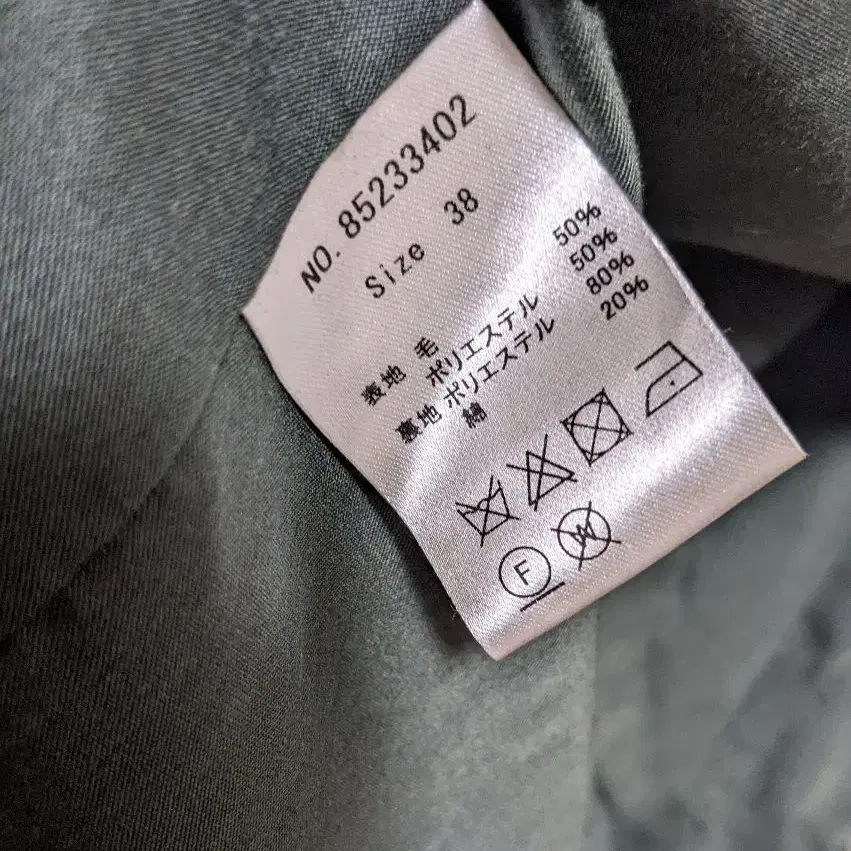 NO. 85233402
Size 38
表地 毛 50%
ポリエステル 50%
裏地 ポリエステル 80%
綿 20%
F
W